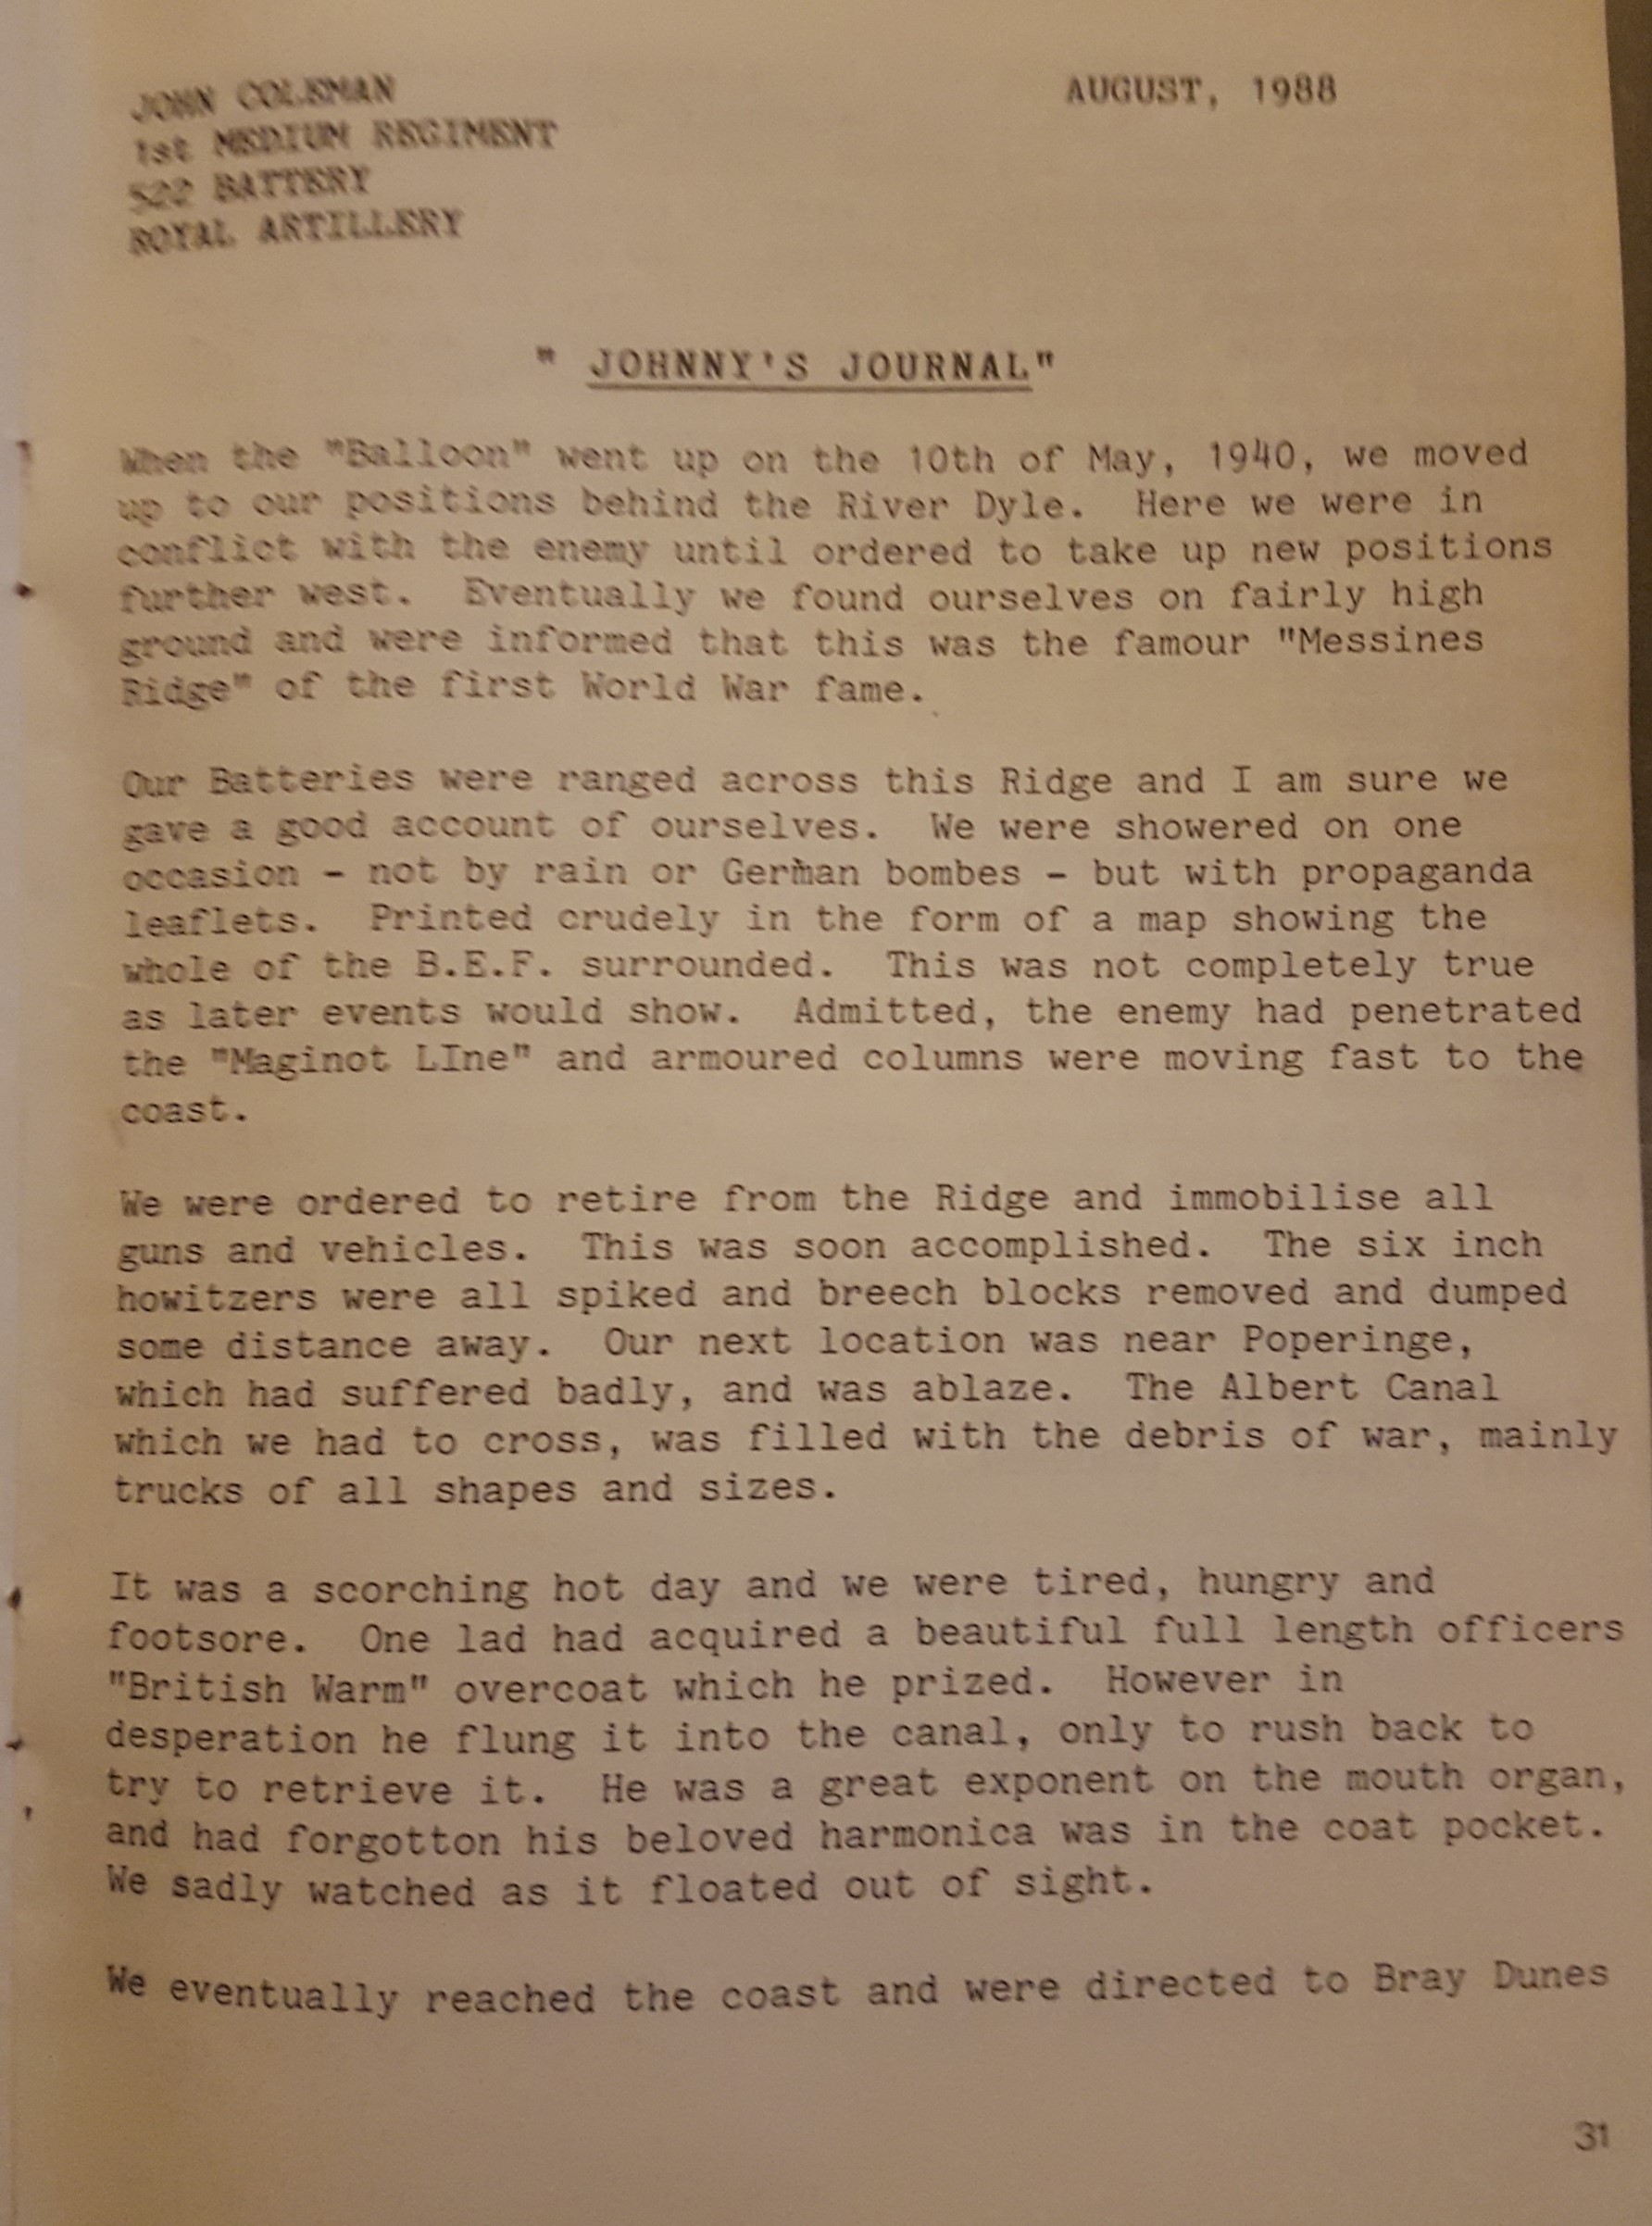 JOHN COLEMAN
AUGUST, 1988
1st MEDIUM REGIMENT
522 BATTERY
ROYAL ARTILLERY
" JOHNNY'S JOURNAL"
When the "Balloon" went up on the 10th of May, 1940, we moved
up to our positions behind the River Dyle. Here we were in
conflict with the enemy until ordered to take up new positions
further west. Eventually we found ourselves on fairly high
ground and were informed that this was the famour "Messines
Ridge" of the first World War fame.
Our Batteries were ranged across this Ridge and I am sure we
gave a good account of ourselves. We were showered on one
occasion - not by rain or German bombes - but with propaganda
leaflets. Printed crudely in the form of a map showing the
whole of the B.E.F. surrounded. This was not completely true
as later events would show. Admitted, the enemy had penetrated
the "Maginot LIne" and armoured columns were moving fast to the
coast.
We were ordered to retire from the Ridge and immobilise all
guns and vehicles. This was soon accomplished. The six inch
howitzers were all spiked and breech blocks removed and dumped
some distance away. Our next location was near Poperinge,
which had suffered badly, and was ablaze. The Albert Canal
which we had to cross, was filled with the debris of war, mainly
trucks of all shapes and sizes.
It was a scorching hot day and we were tired, hungry and
footsore. One lad had acquired a beautiful full length officers
"British Warm" overcoat which he prized. However in
desperation he flung it into the canal, only to rush back to
try to retrieve it. He was a great exponent on the mouth organ,
and had forgotton his beloved harmonica was in the coat pocket.
We sadly watched as it floated out of sight.
We eventually reached the coast and were directed to Bray Dunes
31